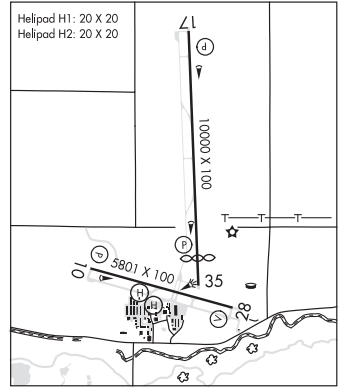 Helipad H1: 20 X 20
Helipad H2: 20 X 20
17
P
10000 X 100
T T T
P
35
P
10
5801 X 100
H
H
28
V